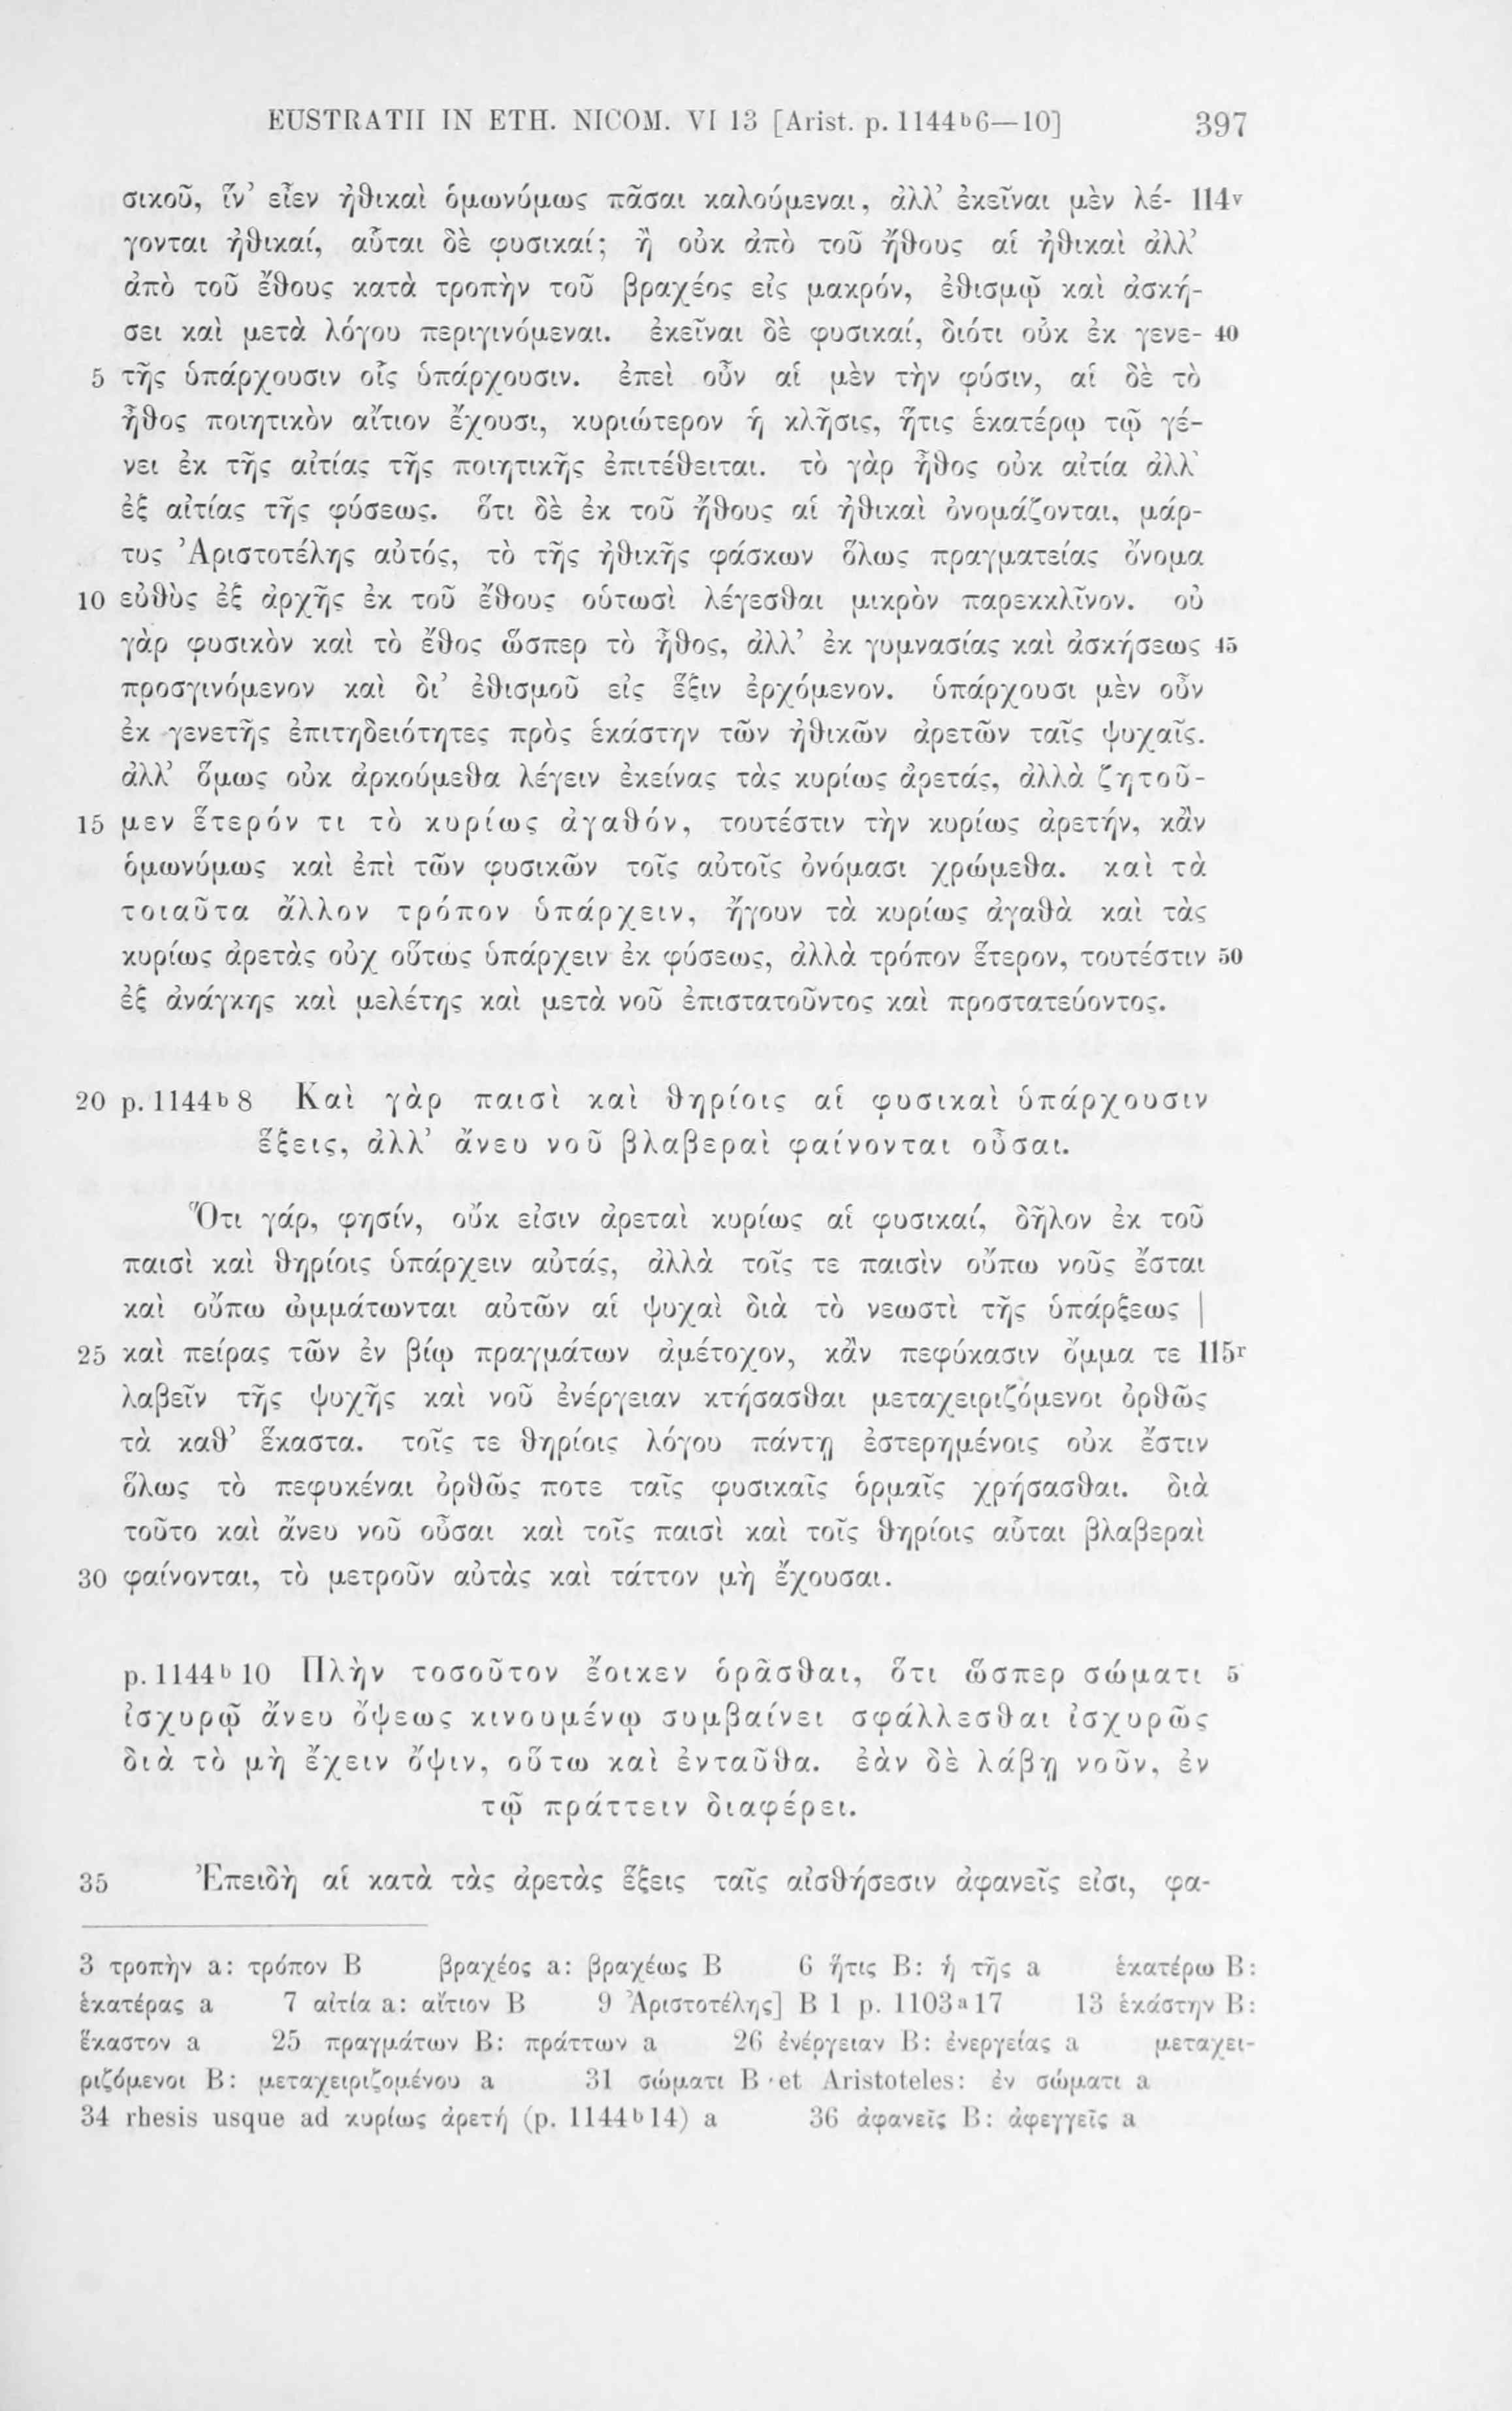 EUSTRATII IN ETH. NICOM. VI 13 [Arist. p. 1144b6—10] 397
σικοῦ, ἵν’ εἶεν ἠθικαὶ ὁμωνύμως πᾶσαι καλούμεναι, ἀλλ’ ἐκεῖναι μὲν λέ- 114v
γονται ἠθικαί, αὗται δὲ φυσικαί; ἢ οὐκ ἀπὸ τοῦ ἤθους αἱ ἠθικαὶ ἀλλ’
ἀπὸ τοῦ ἔθους κατὰ τροπὴν τοῦ βραχέος εἰς μακρόν, ἐθισμῷ καὶ ἀσκή-
σει καὶ μετὰ λόγου περιγινόμεναι. ἐκεῖναι δὲ φυσικαί, διότι οὐκ ἐκ γενε- 40
5 τῆς ὑπάρχουσιν οἷς ὑπάρχουσιν. ἐπεὶ οὖν αἱ μὲν τὴν φύσιν, αἱ δὲ τὸ
ἦθος ποιητικὸν αἴτιον ἔχουσι, κυριώτερον ἡ κλῆσις, ἥτις ἑκατέρῳ τῷ γέ-
νει ἐκ τῆς αἰτίας τῆς ποιητικῆς ἐπιτέθειται. τὸ γὰρ ἦθος οὐκ αἰτία ἀλλ’
ἐξ αἰτίας τῆς φύσεως. ὅτι δὲ ἐκ τοῦ ἤθους αἱ ἠθικαὶ ὀνομάζονται, μάρ-
τυς Ἀριστοτέλης αὐτός, τὸ τῆς ἠθικῆς φάσκων ὅλως πραγματείας ὄνομα
10 εὐθὺς ἐξ ἀρχῆς ἐκ τοῦ ἔθους οὑτωσὶ λέγεσθαι μικρὸν παρεκκλῖνον. οὐ
γὰρ φυσικὸν καὶ τὸ ἔθος ὥσπερ τὸ ἦθος, ἀλλ’ ἐκ γυμνασίας καὶ ἀσκήσεως 45
προσγινόμενον καὶ δι’ ἐθισμοῦ εἰς ἕξιν ἐρχόμενον. ὑπάρχουσι μὲν οὖν
ἐκ γενετῆς ἐπιτηδειότητες πρὸς ἑκάστην τῶν ἠθικῶν ἀρετῶν ταῖς ψυχαῖς.
ἀλλ’ ὅμως οὐκ ἀρκούμεθα λέγειν ἐκείνας τὰς κυρίως ἀρετάς, ἀλλὰ ζητοῦ-
15 μεν ἕτερόν τι τὸ κυρίως ἀγαθόν, τουτέστιν τὴν κυρίως ἀρετήν, κἂν
ὁμωνύμως καὶ ἐπὶ τῶν φυσικῶν τοῖς αὐτοῖς ὀνόμασι χρώμεθα. καὶ τὰ
τοιαῦτα ἄλλον τρόπον ὑπάρχειν, ἤγουν τὰ κυρίως ἀγαθὰ καὶ τὰς
κυρίως ἀρετὰς οὐχ οὕτως ὑπάρχειν ἐκ φύσεως, ἀλλὰ τρόπον ἕτερον, τουτέστιν 50
ἐξ ἀνάγκης καὶ μελέτης καὶ μετὰ νοῦ ἐπιστατοῦντος καὶ προστατεύοντος.
20 p. 1144b8 Καὶ γὰρ παισὶ καὶ θηρίοις αἱ φυσικαὶ ὑπάρχουσιν
ἕξεις, ἀλλ’ ἄνευ νοῦ βλαβεραὶ φαίνονται οὖσαι.
Ὅτι γάρ, φησίν, οὔκ εἰσιν ἀρεταὶ κυρίως αἱ φυσικαί, δῆλον ἐκ τοῦ
παισὶ καὶ θηρίοις ὑπάρχειν αὐτάς, ἀλλὰ τοῖς τε παισὶν οὔπω νοῦς ἔσται
καὶ οὔπω ὠμμάτωνται αὐτῶν αἱ ψυχαὶ διὰ τὸ νεωστὶ τῆς ὑπάρξεως |
25 καὶ πείρας τῶν ἐν βίῳ πραγμάτων ἀμέτοχον, κἂν πεφύκασιν ὄμμα τε 115r
λαβεῖν τῆς ψυχῆς καὶ νοῦ ἐνέργειαν κτήσασθαι μεταχειριζόμενοι ὀρθῶς
τὰ καθ’ ἕκαστα. τοῖς τε θηρίοις λόγου πάντῃ ἐστερημένοις οὐκ ἔστιν
ὅλως τὸ πεφυκέναι ὀρθῶς ποτε ταῖς φυσικαῖς ὁρμαῖς χρήσασθαι. διὰ
τοῦτο καὶ ἄνευ νοῦ οὖσαι καὶ τοῖς παισὶ καὶ τοῖς θηρίοις αὗται βλαβεραὶ
30 φαίνονται, τὸ μετροῦν αὐτὰς καὶ τάττον μὴ ἔχουσαι.
p. 1144b10 Πλὴν τοσοῦτον ἔοικεν ὁρᾶσθαι, ὅτι ὥσπερ σώματι 5
ἰσχυρῷ ἄνευ ὄψεως κινουμένῳ συμβαίνει σφάλλεσθαι ἰσχυρῶς
διὰ τὸ μὴ ἔχειν ὄψιν, οὕτω καὶ ἐνταῦθα. ἐὰν δὲ λάβῃ νοῦν, ἐν
τῷ πράττειν διαφέρει.
35 Ἐπειδὴ αἱ κατὰ τὰς ἀρετὰς ἕξεις ταῖς αἰσθήσεσιν ἀφανεῖς εἰσι, φα-
3 τροπὴν a: τρόπον B βραχέος a: βραχέως B 6 ἥτις B: ἡ τῆς a ἑκατέρω B:
ἑκατέρας a 7 αἰτία a: αἴτιον B 9 Ἀριστοτέλης] B 1 p. 1103a17 13 ἑκάστην B:
ἕκαστον a 25 πραγμάτων B: πράττων a 26 ἐνέργειαν B: ἐνεργείας a μεταχει-
ριζόμενοι B: μεταχειριζομένου a 31 σώματι B et Aristoteles: ἐν σώματι a
34 rhesis usque ad κυρίως ἀρετή (p. 1144b14) a 36 ἀφανεῖς B: ἀφεγγεῖς a